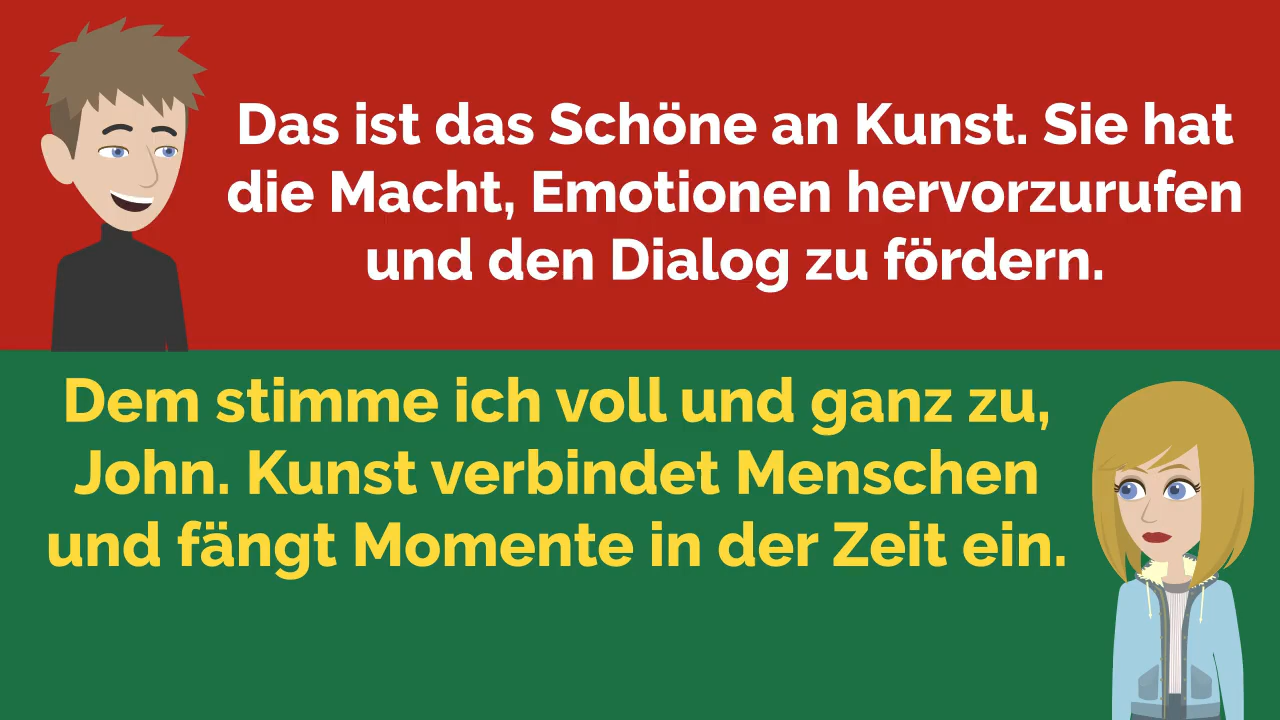 Das ist das Schöne an Kunst. Sie hat
die Macht, Emotionen hervorzurufen
und den Dialog zu fördern.
Dem stimme ich voll und ganz zu,
John. Kunst verbindet Menschen
und fängt Momente in der Zeit ein.